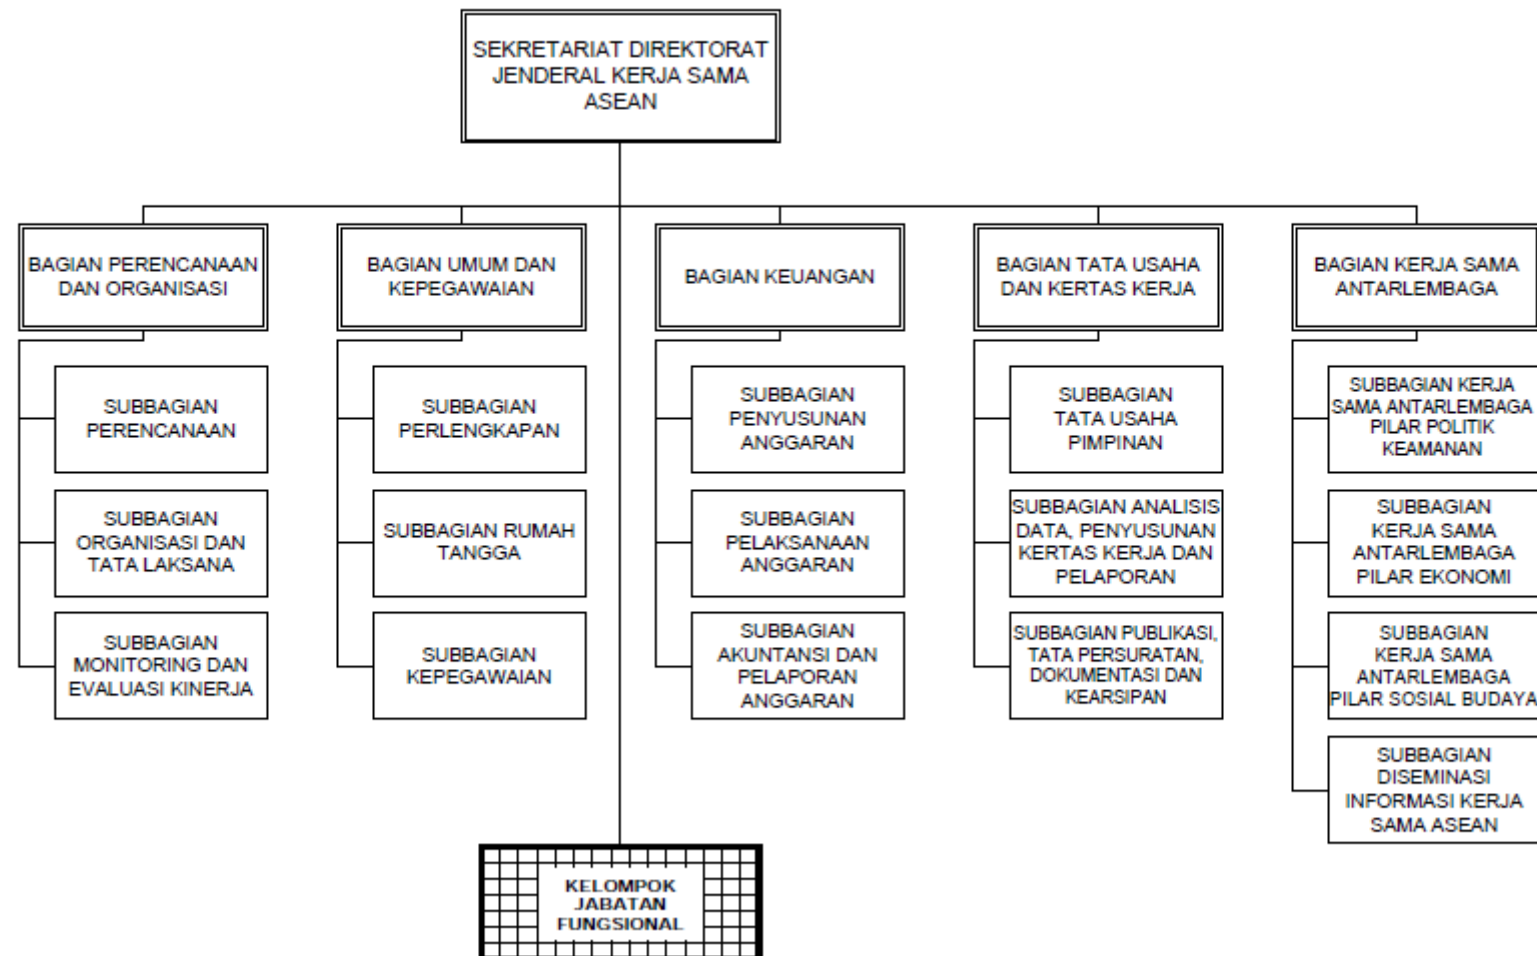 SEKRETARIAT DIREKTORAT
JENDERAL KERJA SAMA
ASEAN
BAGIAN PERENCANAAN
DAN ORGANISASI
BAGIAN UMUM DAN
KEPEGAWAIAN
BAGIAN KEUANGAN
BAGIAN TATA USAHA
DAN KERTAS KERJA
BAGIAN KERJA SAMA
ANTARLEMBAGA
SUBBAGIAN
PERENCANAAN
SUBBAGIAN
ORGANISASI DAN
TATA LAKSANA
SUBBAGIAN
MONITORING DAN
EVALUASI KINERJA
SUBBAGIAN
PERLENGKAPAN
SUBBAGIAN RUMAH
TANGGA
SUBBAGIAN
KEPEGAWAIAN
SUBBAGIAN
PENYUSUNAN
ANGGARAN
SUBBAGIAN
PELAKSANAAN
ANGGARAN
SUBBAGIAN
AKUNTANSI DAN
PELAPORAN
ANGGARAN
SUBBAGIAN
TATA USAHA
PIMPINAN
SUBBAGIAN ANALISIS
DATA, PENYUSUNAN
KERTAS KERJA DAN
PELAPORAN
SUBBAGIAN PUBLIKASI,
TATA PERSURATAN,
DOKUMENTASI DAN
KEARSIPAN
SUBBAGIAN KERJA
SAMA ANTARLEMBAGA
PILAR POLITIK
KEAMANAN
SUBBAGIAN
KERJA SAMA
ANTARLEMBAGA
PILAR EKONOMI
SUBBAGIAN
KERJA SAMA
ANTARLEMBAGA
PILAR SOSIAL BUDAYA
SUBBAGIAN
DISEMINASI
INFORMASI KERJA
SAMA ASEAN
KELOMPOK
JABATAN
FUNGSIONAL